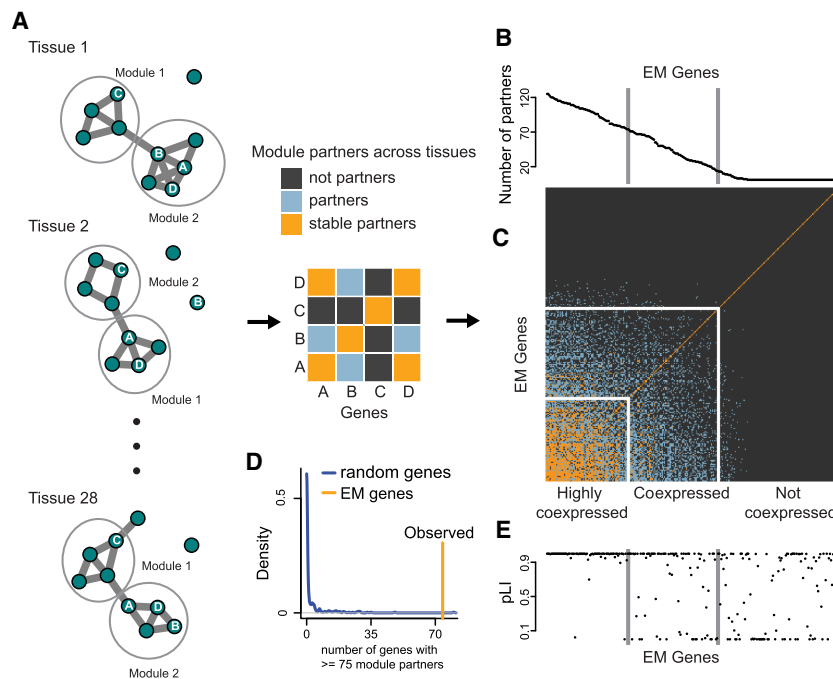 A
Tissue 1
Module 1
C
B
A
D
Module 2
Tissue 2
C
Module 2
B
A
D
Module 1
Tissue 28
C
Module 1
A
D
B
Module 2
Module partners across tissues
not partners
partners
stable partners
D
C
B
A
A B C D
Genes
B
EM Genes
Number of partners
120
70
20
C
EM Genes
Highly coexpressed
Coexpressed
Not coexpressed
D
random genes
EM genes
Observed
Density
0.5
0
0 35 70
number of genes with
>= 75 module partners
E
pLI
0.9
0.5
0.1
EM Genes